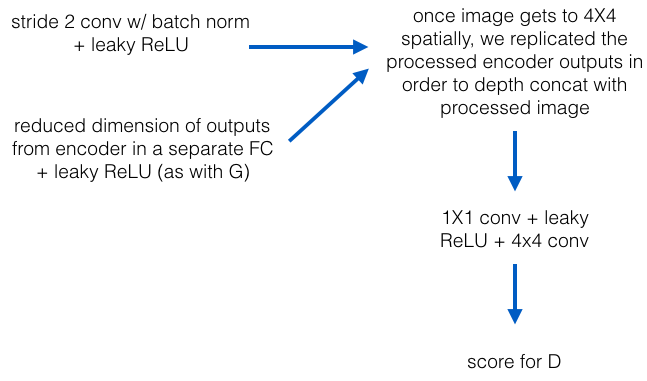 stride 2 conv w/ batch norm
+ leaky ReLU
reduced dimension of outputs
from encoder in a separate FC
+ leaky ReLU (as with G)
once image gets to 4X4
spatially, we replicated the
processed encoder outputs in
order to depth concat with
processed image
1X1 conv + leaky
ReLU + 4x4 conv
score for D